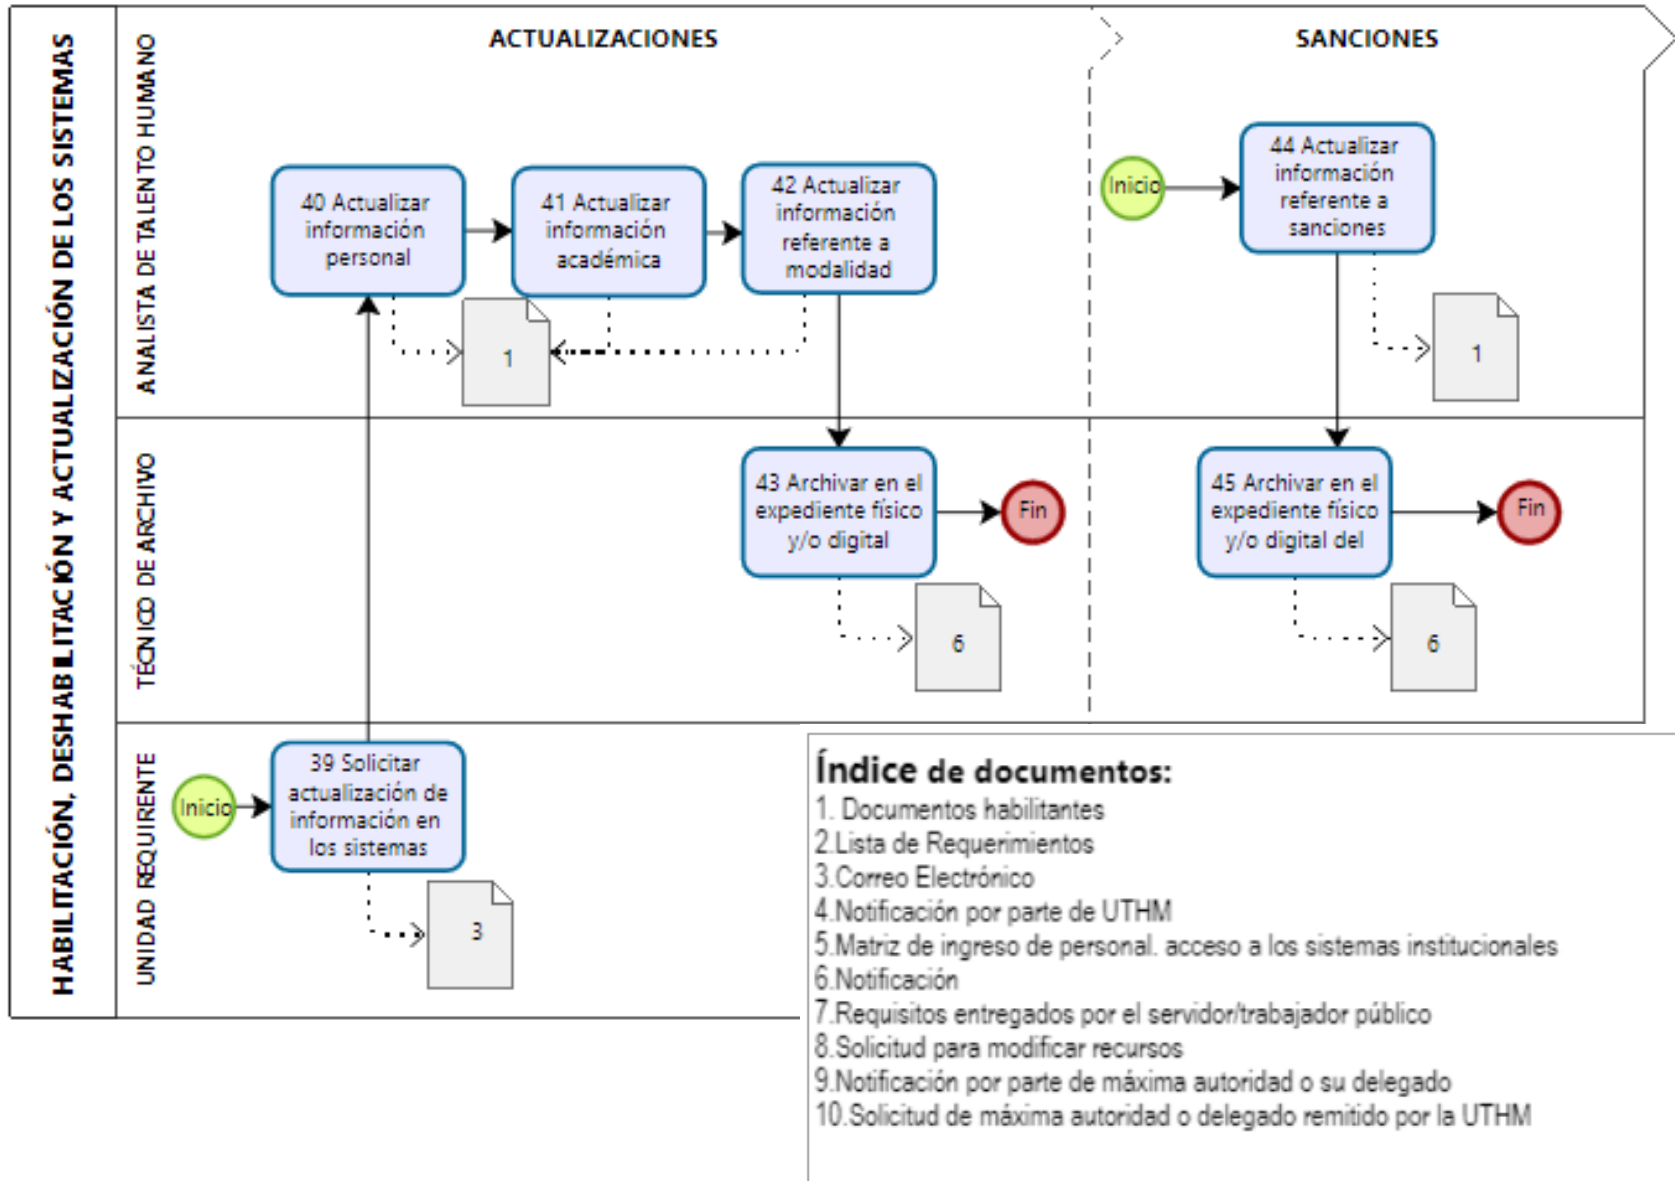 HABILITACIÓN, DESHABILITACIÓN Y ACTUALIZACIÓN DE LOS SISTEMAS
ACTUALIZACIONES
SANCIONES
ANALISTA DE TALENTO HUMANO
40 Actualizar
información
personal
41 Actualizar
información
académica
42 Actualizar
información
referente a
modalidad
1
Inicio
44 Actualizar
información
referente a
sanciones
1
TÉCNICO DE ARCHIVO
43 Archivar en el
expediente físico
y/o digital
Fin
6
45 Archivar en el
expediente físico
y/o digital del
Fin
6
UNIDAD REQUIRENTE
Inicio
39 Solicitar
actualización de
información en
los sistemas
3
Índice de documentos:
1. Documentos habilitantes
2.Lista de Requerimientos
3.Correo Electrónico
4.Notificación por parte de UTHM
5.Matriz de ingreso de personal. acceso a los sistemas institucionales
6.Notificación
7.Requisitos entregados por el servidor/trabajador público
8.Solicitud para modificar recursos
9.Notificación por parte de máxima autoridad o su delegado
10.Solicitud de máxima autoridad o delegado remitido por la UTHM